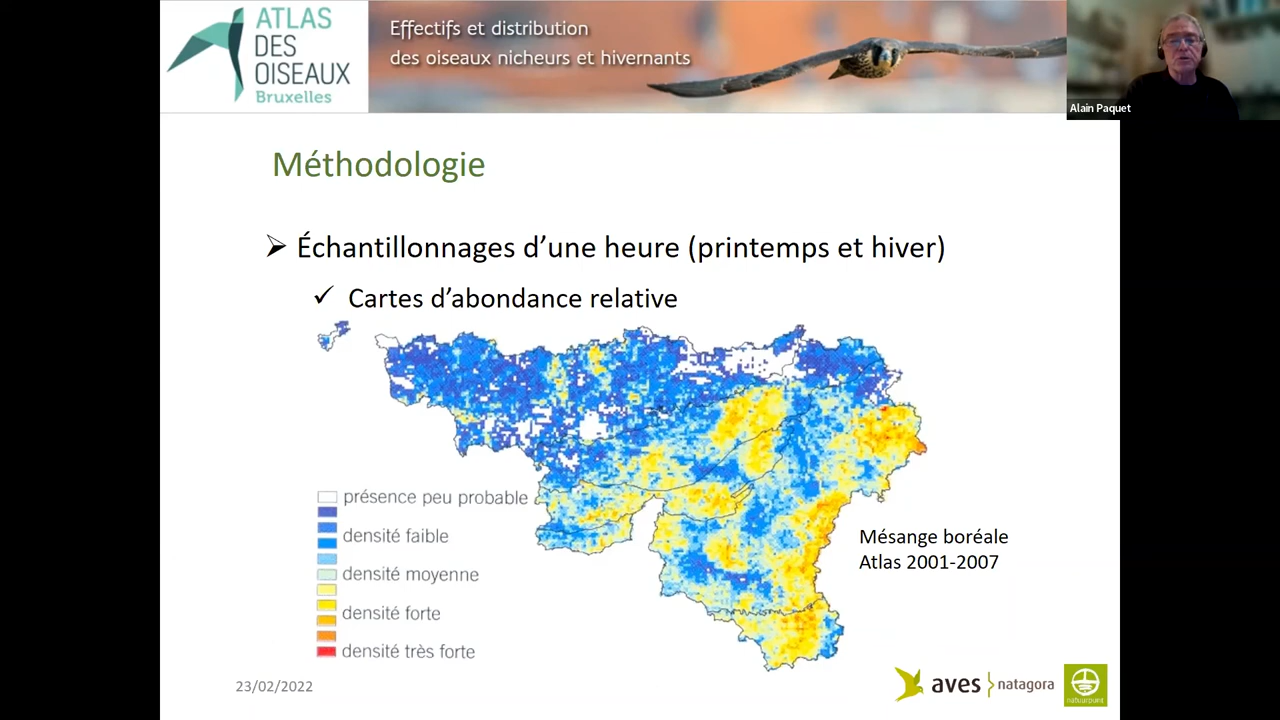 ATLAS
DES
OISEAUX
Bruxelles
Effectifs et distribution
des oiseaux nicheurs et hivernants
Alain Paquet
Méthodologie
Échantillonnages d’une heure (printemps et hiver)
Cartes d’abondance relative
présence peu probable
densité faible
densité moyenne
densité forte
densité très forte
Mésange boréale
Atlas 2001-2007
23/02/2022
aves natagora
natuurpunt